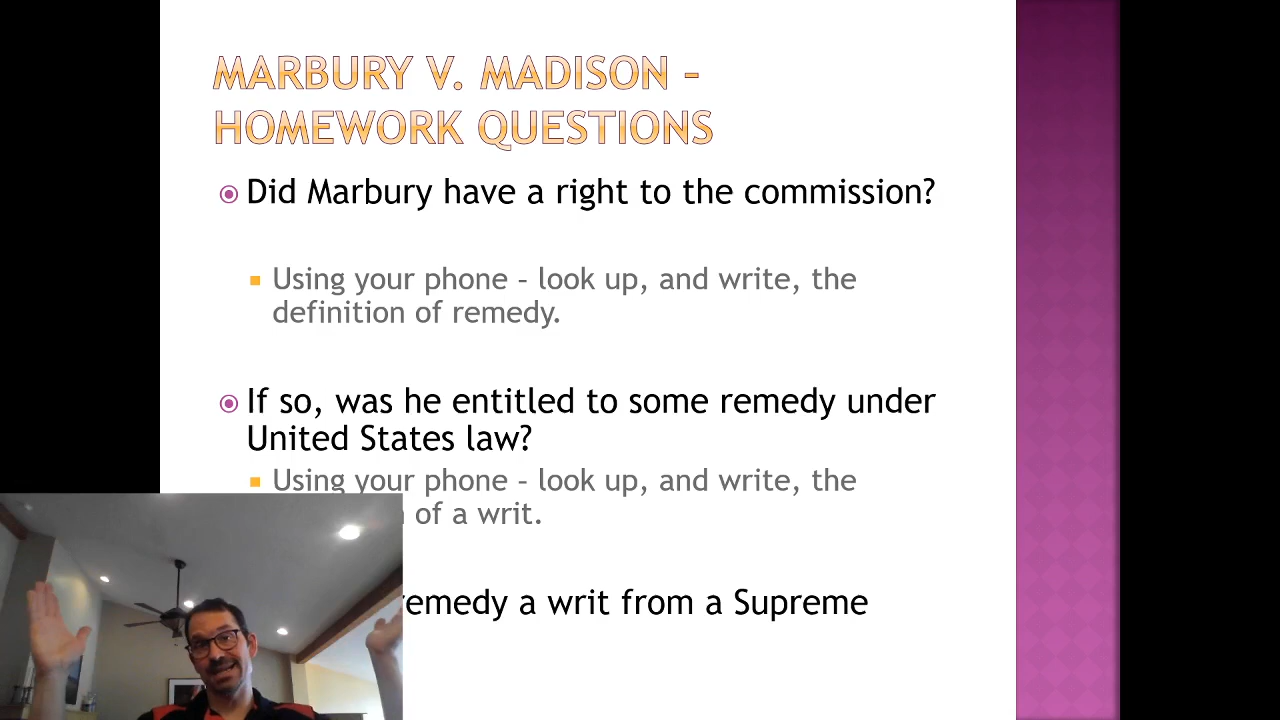 MARBURY V. MADISON –
HOMEWORK QUESTIONS
Did Marbury have a right to the commission?
Using your phone – look up, and write, the
definition of remedy.
If so, was he entitled to some remedy under
United States law?
Using your phone – look up, and write, the
of a writ.
remedy a writ from a Supreme